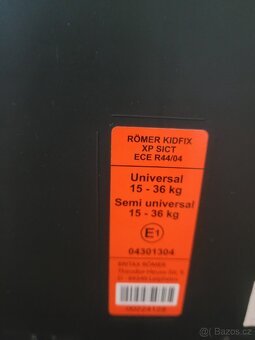 RÖMER KIDFIX
XP SICT
ECE R44/04
Universal
15 - 36 kg
Semi universal
15 - 36 kg
E1
04301304
BRITAX RÖMER
Bazoš.cz